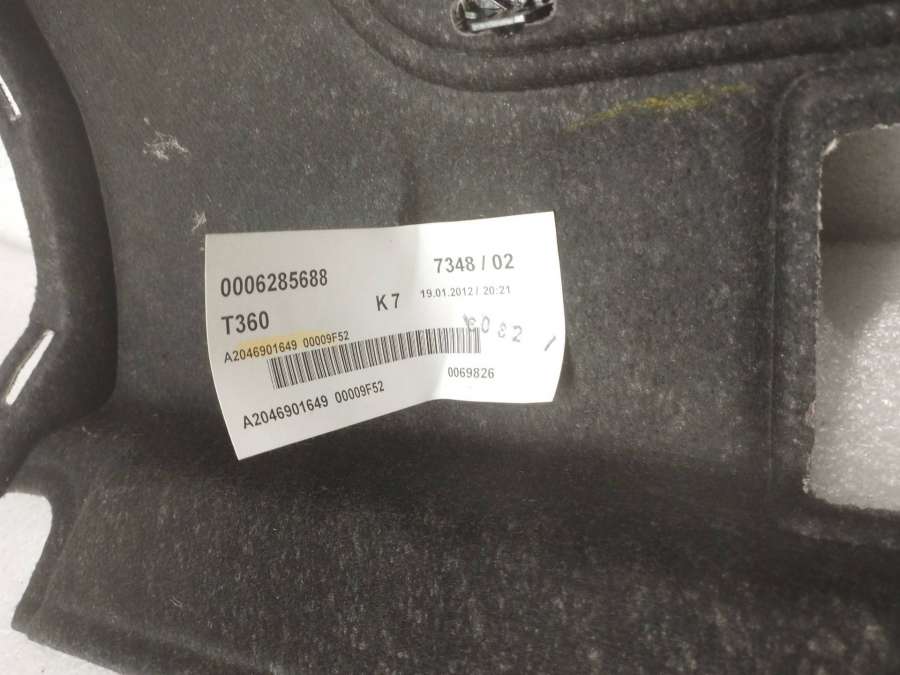 0006285688 7348 / 02
T360 K 7 19.01.2012 / 20:21
A2046901649 00009F52
0069826
A2046901649 00009F52